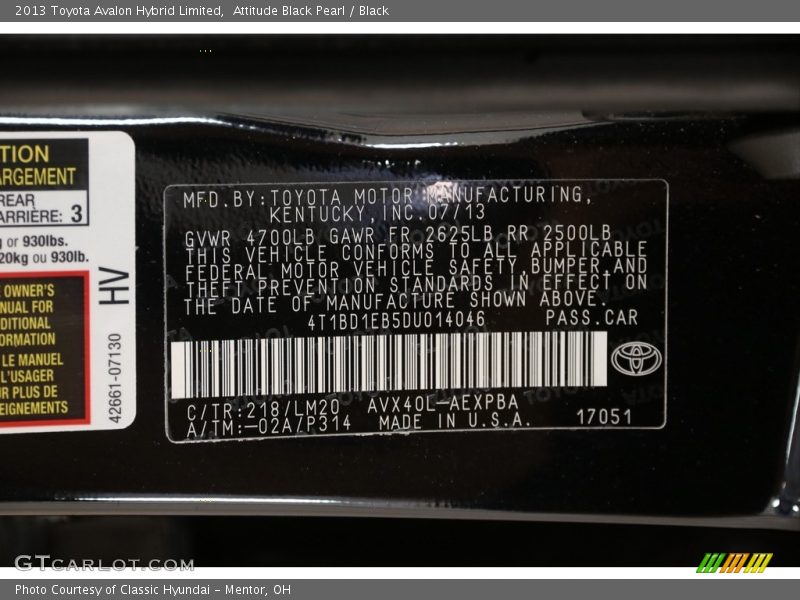 2013 Toyota Avalon Hybrid Limited, Attitude Black Pearl / Black
TION
ARGEMENT
REAR
ARRIÈRE: 3
g or 930lbs.
20kg ou 930lb.
OWNER'S
NUAL FOR
DITIONAL
ORMATION
LE MANUEL
L'USAGER
R PLUS DE
EIGNEMENTS
HV
42661-07130
MFD.BY:TOYOTA MOTOR MANUFACTURING,
KENTUCKY,INC.07/13
GVWR 4700LB GAWR FR 2625LB RR 2500LB
THIS VEHICLE CONFORMS TO ALL APPLICABLE
FEDERAL MOTOR VEHICLE SAFETY,BUMPER,AND
THEFT PREVENTION STANDARDS IN EFFECT ON
THE DATE OF MANUFACTURE SHOWN ABOVE.
4T1BD1EB5DU014046 PASS.CAR
C/TR:218/LM20 AVX40L-AEXPBA
A/TM:-02A/P314 MADE IN U.S.A. 17051
GTCARLOT.COM
Photo Courtesy of Classic Hyundai - Mentor, OH